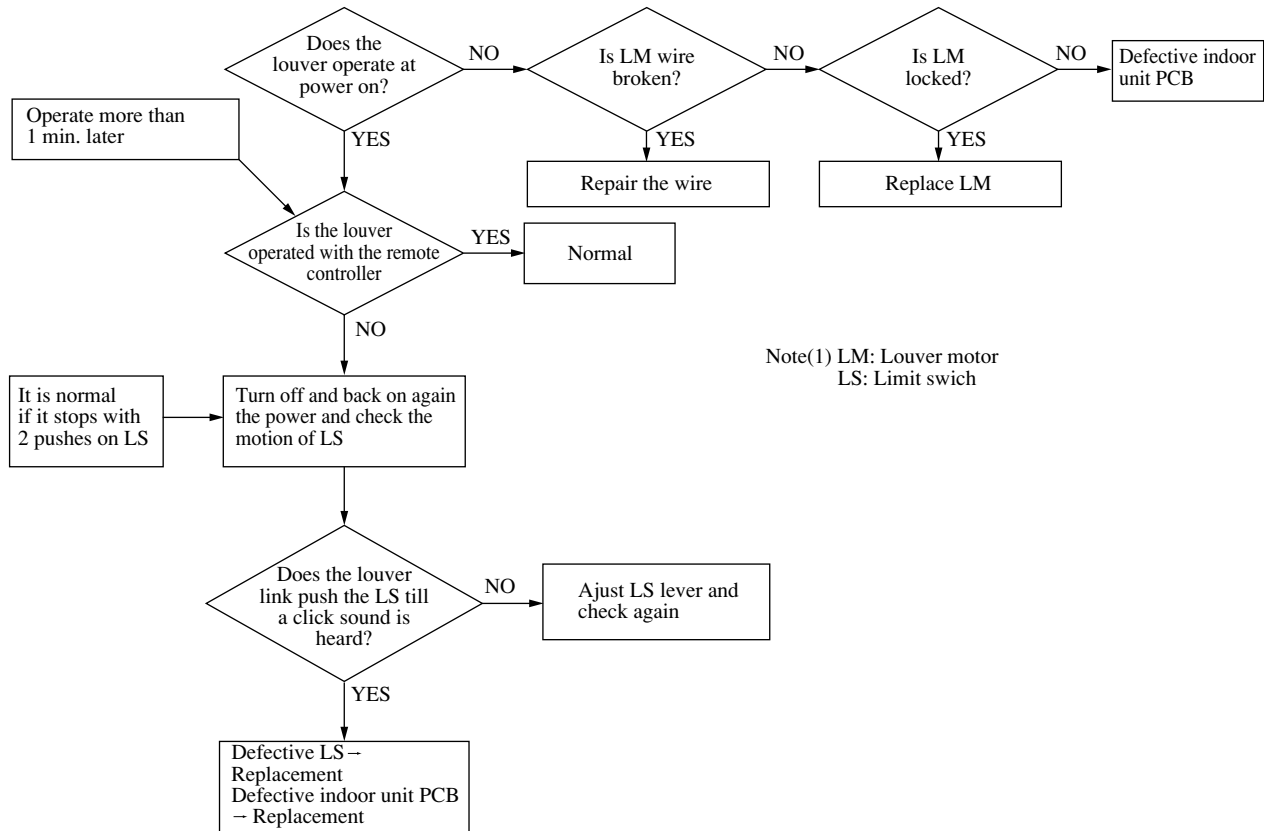 Does the
louver operate at
power on?
NO
Is LM wire
broken?
NO
Is LM
locked?
NO
Defective indoor
unit PCB
YES
YES
YES
Operate more than
1 min. later
Repair the wire
Replace LM
Is the louver
operated with the remote
controller
YES
Normal
NO
Note(1) LM: Louver motor
LS: Limit swich
It is normal
if it stops with
2 pushes on LS
Turn off and back on again
the power and check the
motion of LS
Does the louver
link push the LS till
a click sound is
heard?
NO
Ajust LS lever and
check again
YES
Defective LS→
Replacement
Defective indoor unit PCB
→ Replacement